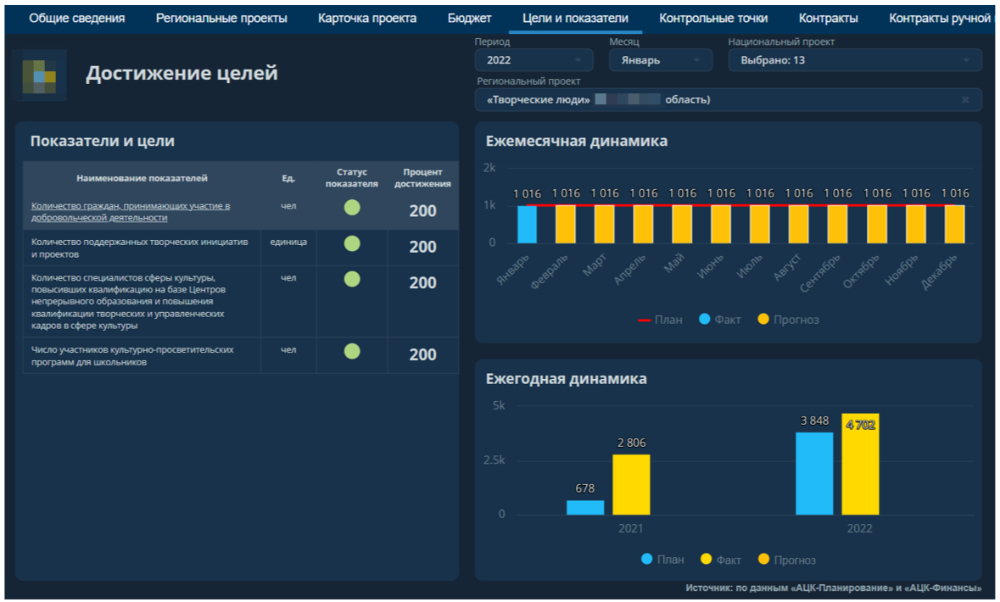 Общие сведения Региональные проекты Карточка проекта Бюджет Цели и показатели Контрольные точки Контракты Контракты ручной
Достижение целей
Период Месяц Национальный проект
2022 Январь Выбрано: 13
Региональный проект
«Творческие люди» область)
Показатели и цели
Наименование показателей Ед. Статус показателя Процент достижения
Количество граждан, принимающих участие в
добровольческой деятельности
чел 200
Количество поддержанных творческих инициатив
и проектов
единица 200
Количество специалистов сферы культуры,
повысивших квалификацию на базе Центров
непрерывного образования и повышения
квалификации творческих и управленческих
кадров в сфере культуры
чел 200
Число участников культурно-просветительских
программ для школьников
чел 200
Ежемесячная динамика
2k
1 016 1 016 1 016 1 016 1 016 1 016 1 016 1 016 1 016 1 016 1 016 1 016
1k
0
Январь Февраль Март Апрель Май Июнь Июль Август Сентябрь Октябрь Ноябрь Декабрь
План Факт Прогноз
Ежегодная динамика
5k
3 848 4 702
2 806
2.5k
678
0
2021 2022
План Факт Прогноз
Источник: по данным «АЦК-Планирование» и «АЦК-Финансы»